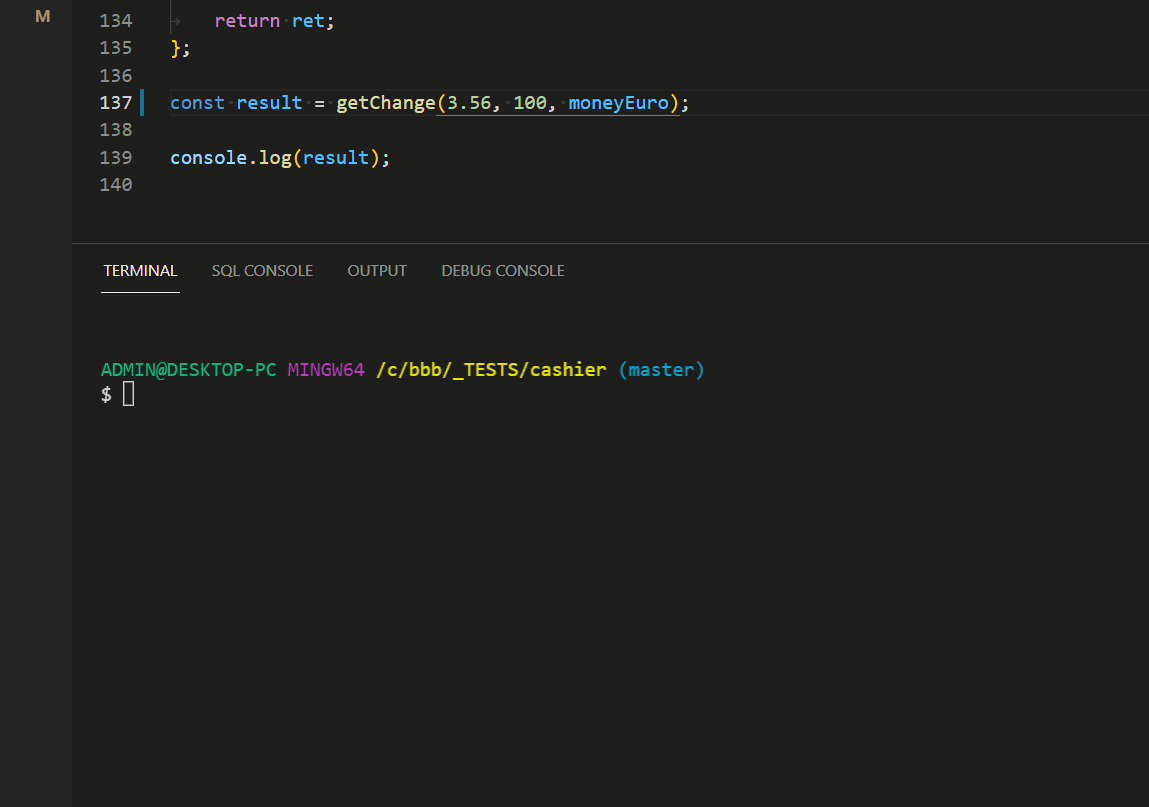 M
134 return ret;
135 };
136
137 const result = getChange(3.56, 100, moneyEuro);
138
139 console.log(result);
140
TERMINAL SQL CONSOLE OUTPUT DEBUG CONSOLE
ADMIN@DESKTOP-PC MINGW64 /c/bbb/_TESTS/cashier (master)
$